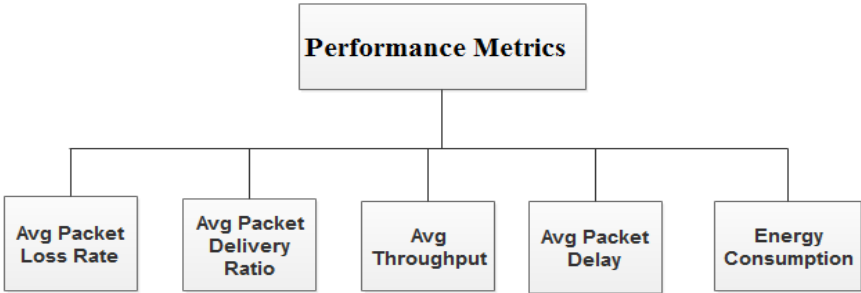 Performance Metrics
Avg Packet
Loss Rate
Avg Packet
Delivery
Ratio
Avg
Throughput
Avg Packet
Delay
Energy
Consumption